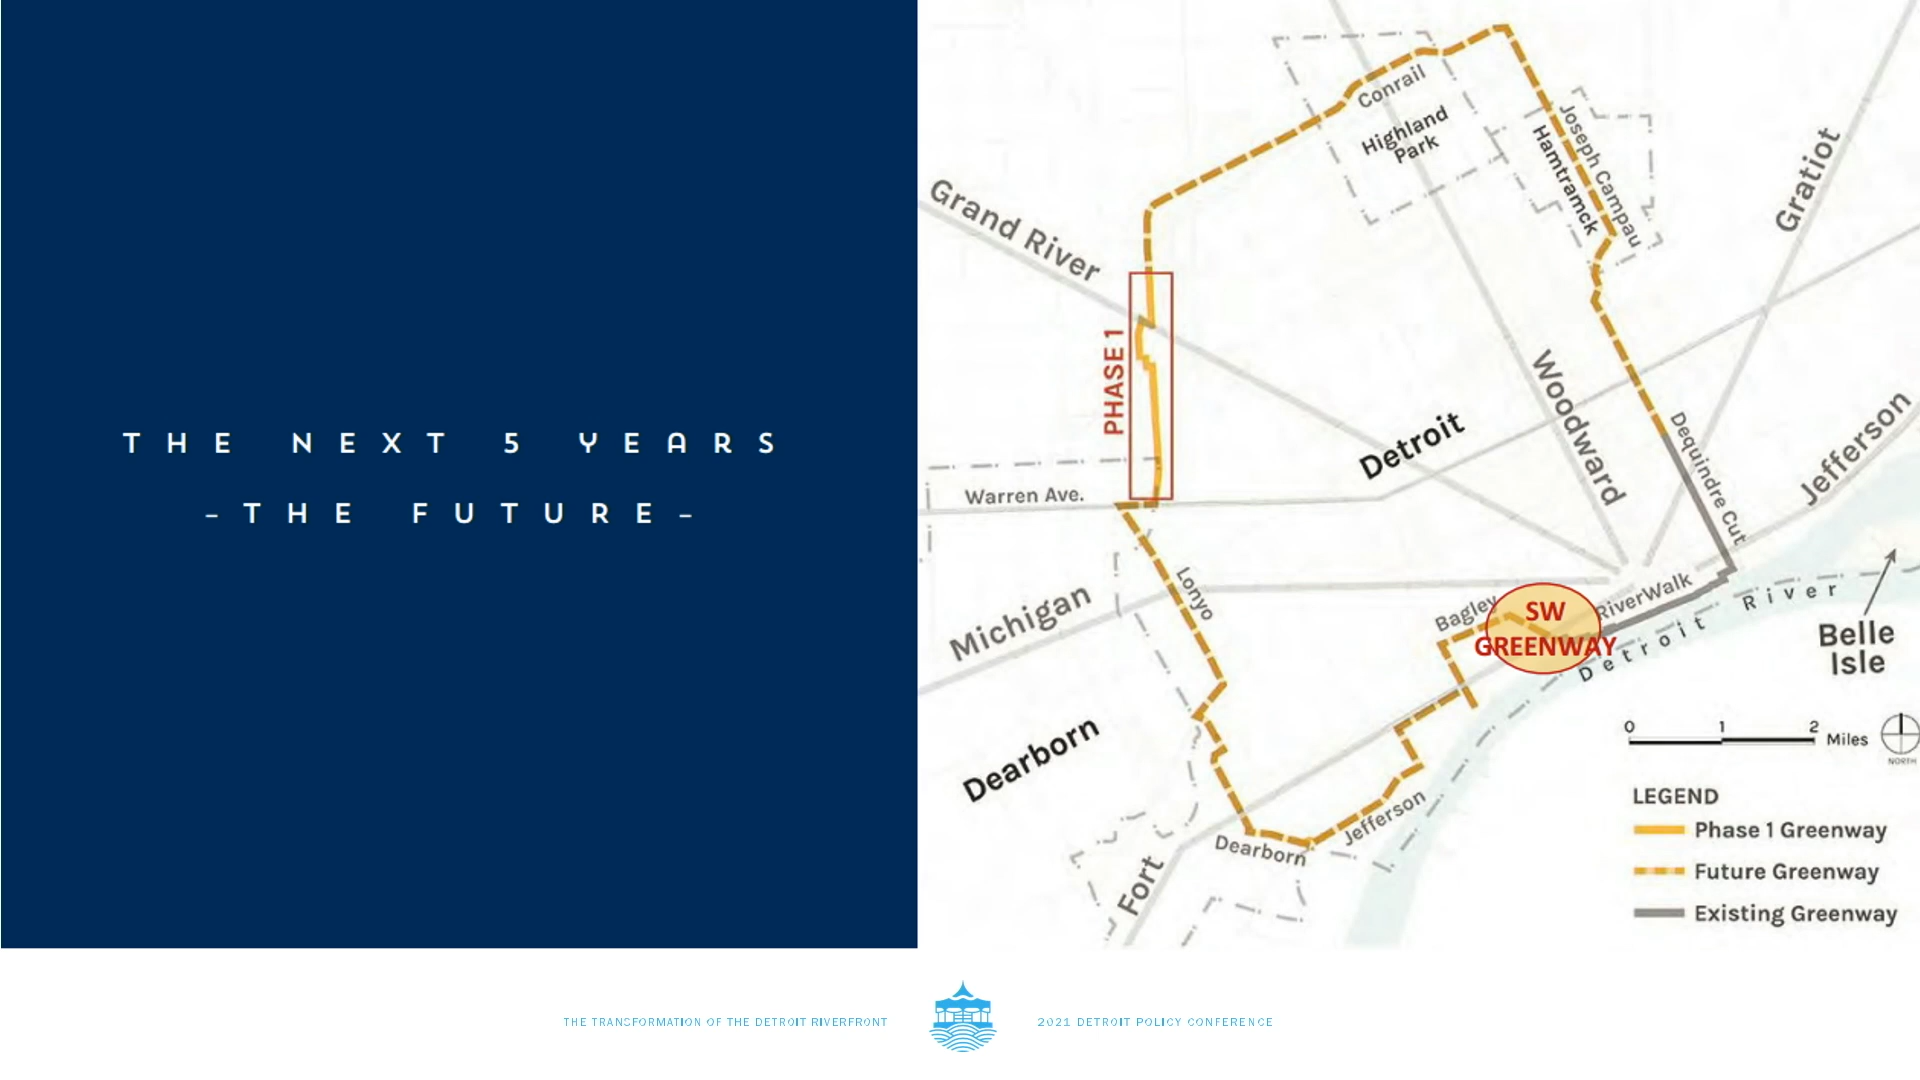 THE NEXT 5 YEARS
–THE FUTURE–
Conrail
Highland
Park
Joseph Campau
Hamtramck
Gratiot
Grand River
PHASE 1
Woodward
Detroit
Dequindre Cut
Jefferson
Warren Ave.
Lonyo
Michigan
Bagley
SW
GREENWAY
RiverWalk
Detroit River
Belle
Isle
Dearborn
Jefferson
Dearborn
Fort
0 1 2 Miles
NORTH
LEGEND
Phase 1 Greenway
Future Greenway
Existing Greenway
THE TRANSFORMATION OF THE DETROIT RIVERFRONT
2021 DETROIT POLICY CONFERENCE